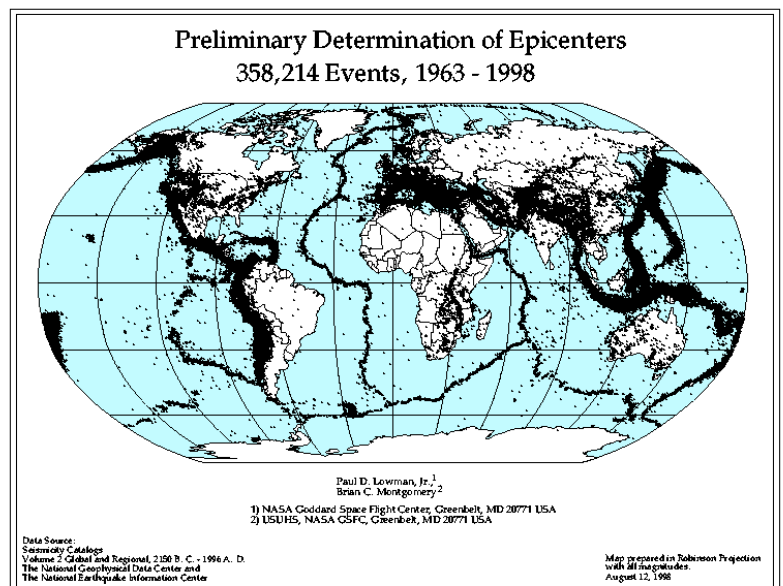 Preliminary Determination of Epicenters
358,214 Events, 1963 - 1998
Paul D. Lowman, Jr.,1
Brian C. Montgomery 2
1) NASA Goddard Space Flight Center, Greenbelt, MD 20771 USA
2) USUHS, NASA GSFC, Greenbelt, MD 20771 USA
Data Source:
Seismicity Catalogs
Volume 2 Global and Regional, 2150 B. C. - 1996 A. D.
The National Geophysical Data Center and
The National Earthquake Information Center
Map prepared in Robinson Projection
with all magnitudes.
August 12, 1998